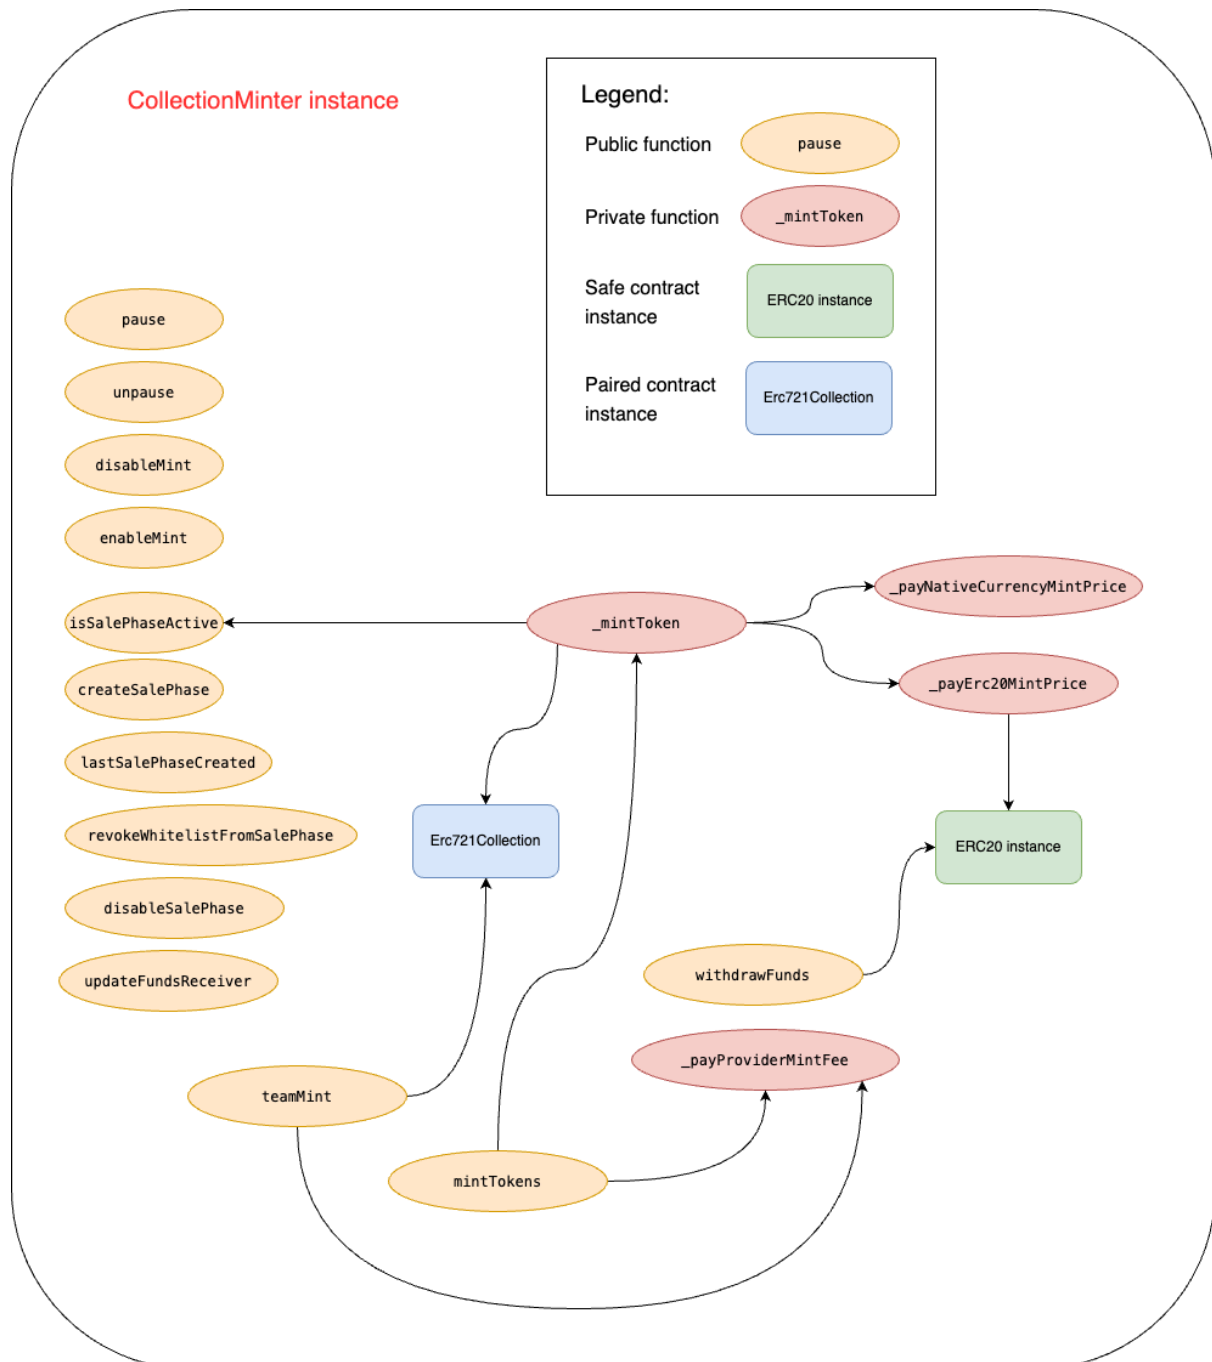 CollectionMinter instance
Legend:
Public function
pause
Private function
_mintToken
Safe contract
instance
ERC20 instance
Paired contract
instance
Erc721Collection
pause
unpause
disableMint
enableMint
isSalePhaseActive
createSalePhase
lastSalePhaseCreated
revokeWhitelistFromSalePhase
disableSalePhase
updateFundsReceiver
_mintToken
_payNativeCurrencyMintPrice
_payErc20MintPrice
Erc721Collection
ERC20 instance
withdrawFunds
_payProviderMintFee
teamMint
mintTokens